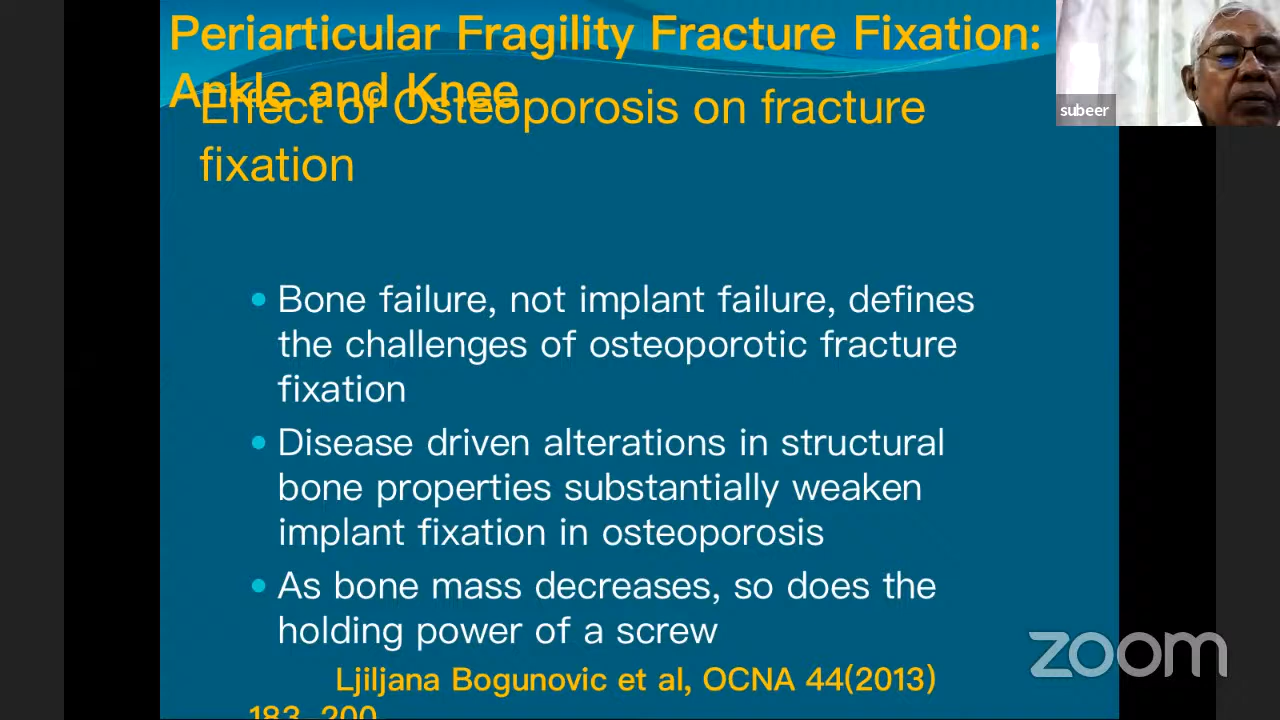 Periarticular Fragility Fracture Fixation:
Ankle and Knee
Effect of Osteoporosis on fracture
fixation
subeer
• Bone failure, not implant failure, defines
the challenges of osteoporotic fracture
fixation
• Disease driven alterations in structural
bone properties substantially weaken
implant fixation in osteoporosis
• As bone mass decreases, so does the
holding power of a screw
Ljiljana Bogunovic et al, OCNA 44(2013)
183-200
zoom